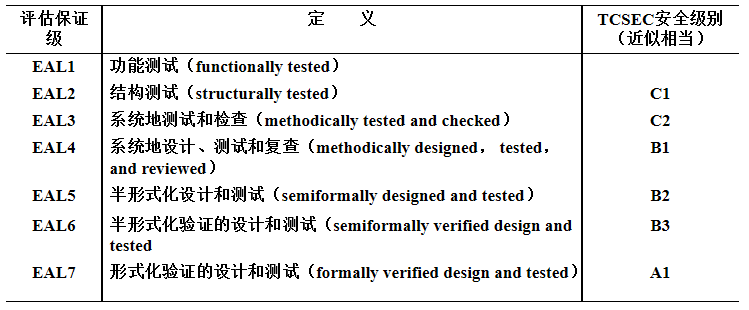 评估保证级 定　　义 TCSEC安全级别（近似相当）
EAL1 功能测试（functionally tested）
EAL2 结构测试（structurally tested） C1
EAL3 系统地测试和检查（methodically tested and checked） C2
EAL4 系统地设计、测试和复查（methodically designed， tested， and reviewed） B1
EAL5 半形式化设计和测试（semiformally designed and tested） B2
EAL6 半形式化验证的设计和测试（semiformally verified design and tested B3
EAL7 形式化验证的设计和测试（formally verified design and tested） A1